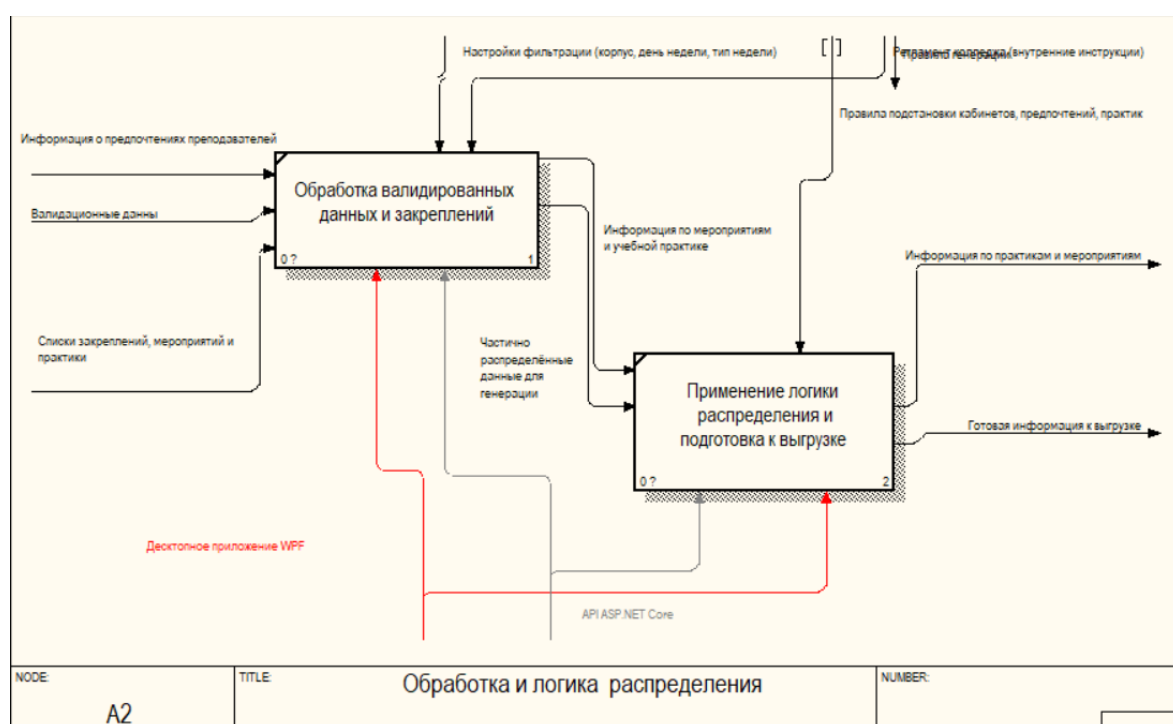 Настройки фильтрации (корпус, день недели, тип недели)
[ ]
Регламент колледжа (внутренние инструкции)
Правила генерации
Правила подстановки кабинетов, предпочтений, практик
Информация о предпочтениях преподавателей
Обработка валидированных
данных и закреплений
0 ?
1
Валидационные данны
Информация по мероприятиям
и учебной практике
Информация по практикам и мероприятиям
Списки закреплений, мероприятий и
практики
Частично
распределённые
данные для
генерации
Применение логики
распределения и
подготовка к выгрузке
0 ?
2
Готовая информация к выгрузке
Десктопное приложение WPF
API ASP.NET Core
NODE:
A2
TITLE:
Обработка и логика распределения
NUMBER: